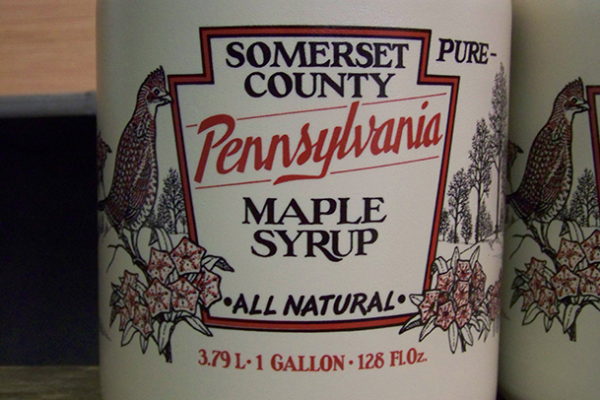 SOMERSET
COUNTY
PURE-
Pennsylvania
MAPLE
SYRUP
•ALL NATURAL•
3.79 L • 1 GALLON • 128 Fl.Oz.